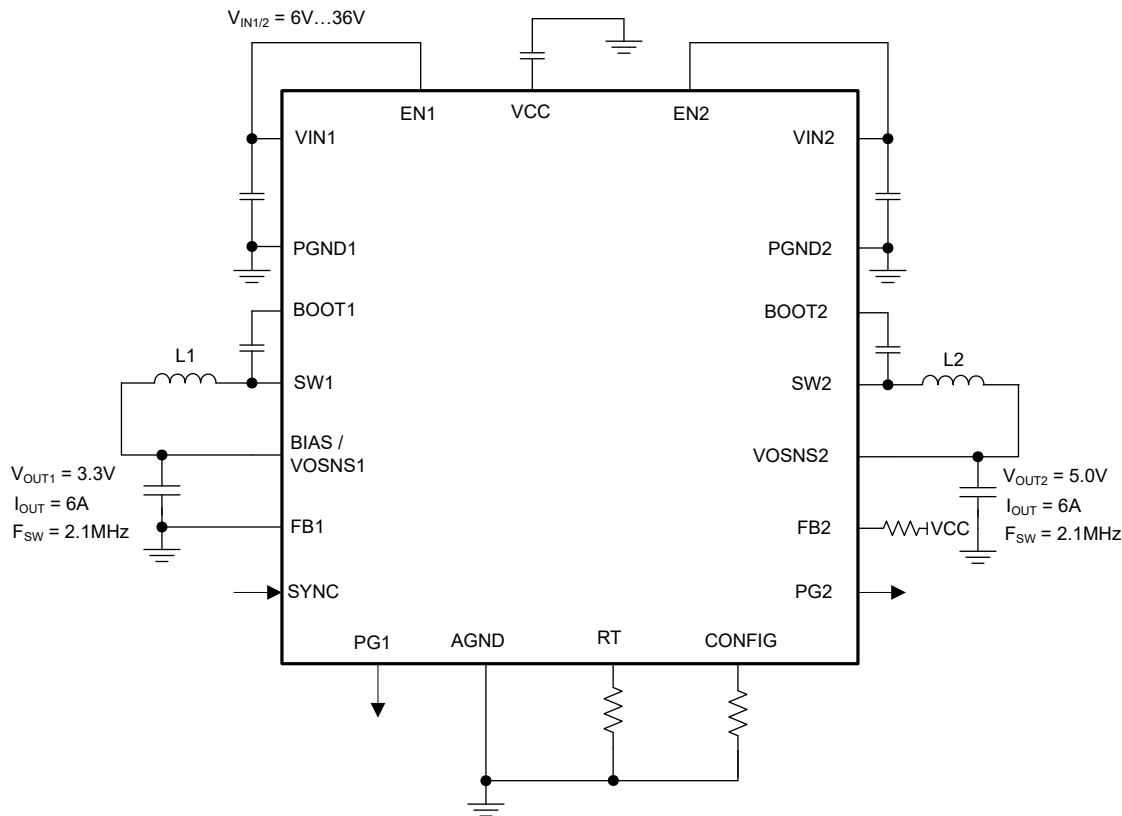 V_IN1/2 = 6V…36V
EN1
VCC
EN2
VIN1
VIN2
PGND1
PGND2
BOOT1
BOOT2
L1
L2
SW1
SW2
BIAS /
VOSNS1
VOSNS2
V_OUT1 = 3.3V
I_OUT = 6A
F_SW = 2.1MHz
V_OUT2 = 5.0V
I_OUT = 6A
F_SW = 2.1MHz
FB1
FB2
VCC
SYNC
PG2
PG1
AGND
RT
CONFIG